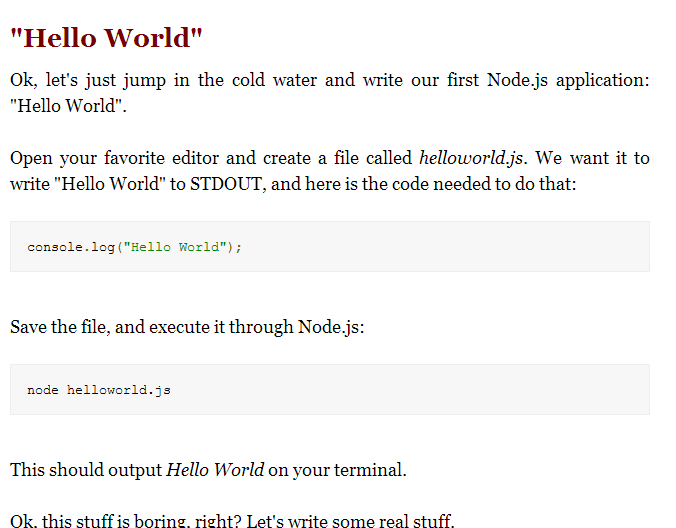 "Hello World"
Ok, let's just jump in the cold water and write our first Node.js application:
"Hello World".
Open your favorite editor and create a file called helloworld.js. We want it to
write "Hello World" to STDOUT, and here is the code needed to do that:
console.log("Hello World");
Save the file, and execute it through Node.js:
node helloworld.js
This should output Hello World on your terminal.
Ok, this stuff is boring, right? Let's write some real stuff.